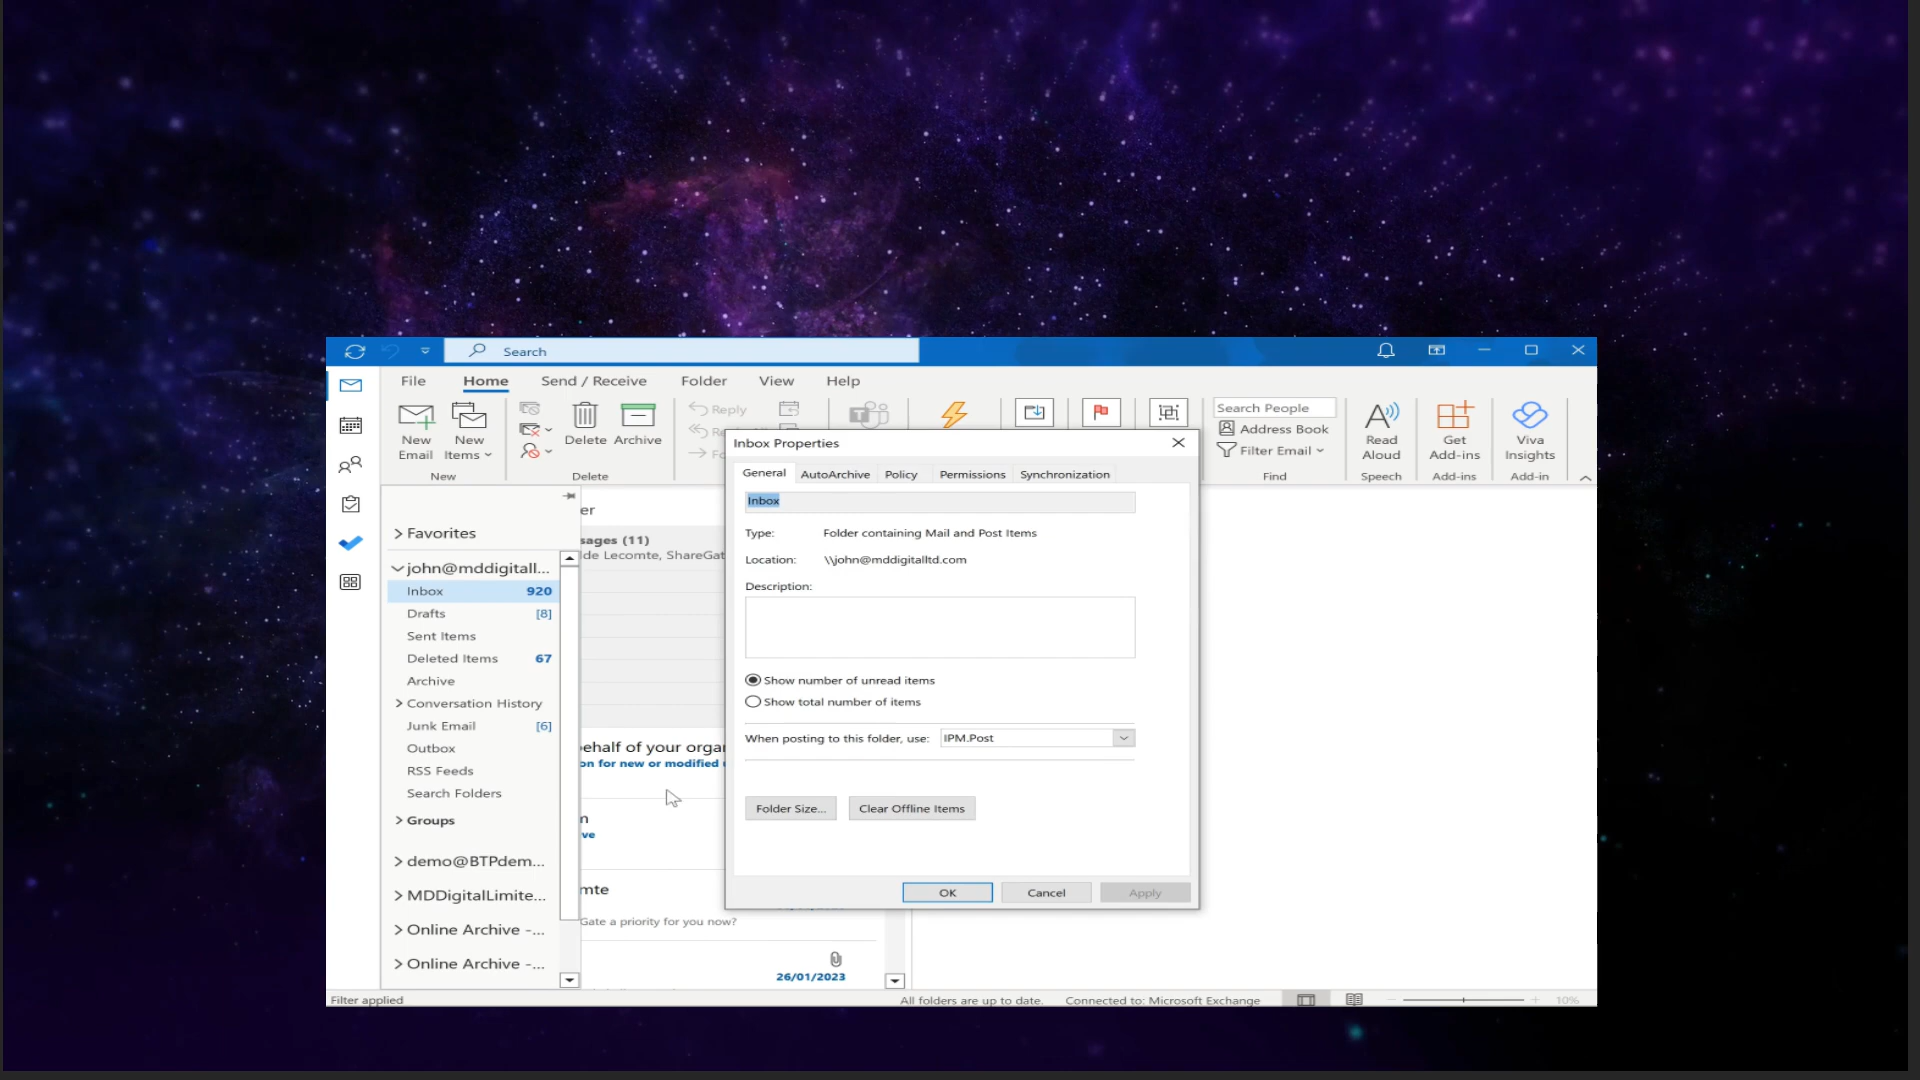 Search
File Home Send / Receive Folder View Help
New Email
New Items
Delete
Archive
Reply
Search People
Address Book
Filter Email
Read Aloud
Get Add-ins
Viva Insights
New
Delete
Find
Speech
Add-ins
Add-in
Favorites
john@mddigitall...
Inbox 920
Drafts [8]
Sent Items
Deleted Items 67
Archive
Conversation History
Junk Email [6]
Outbox
RSS Feeds
Search Folders
Groups
demo@BTPdem...
MDDigitalLimite...
Online Archive -...
Online Archive -...
er
sages (11)
de Lecomte, ShareGat
ehalf of your orga
on for new or modified
ve
mte
Gate a priority for you now?
26/01/2023
Inbox Properties
General AutoArchive Policy Permissions Synchronization
Inbox
Type: Folder containing Mail and Post Items
Location: \\john@mddigitalltd.com
Description:
Show number of unread items
Show total number of items
When posting to this folder, use: IPM.Post
Folder Size... Clear Offline Items
OK Cancel Apply
Filter applied
All folders are up to date. Connected to: Microsoft Exchange 10%